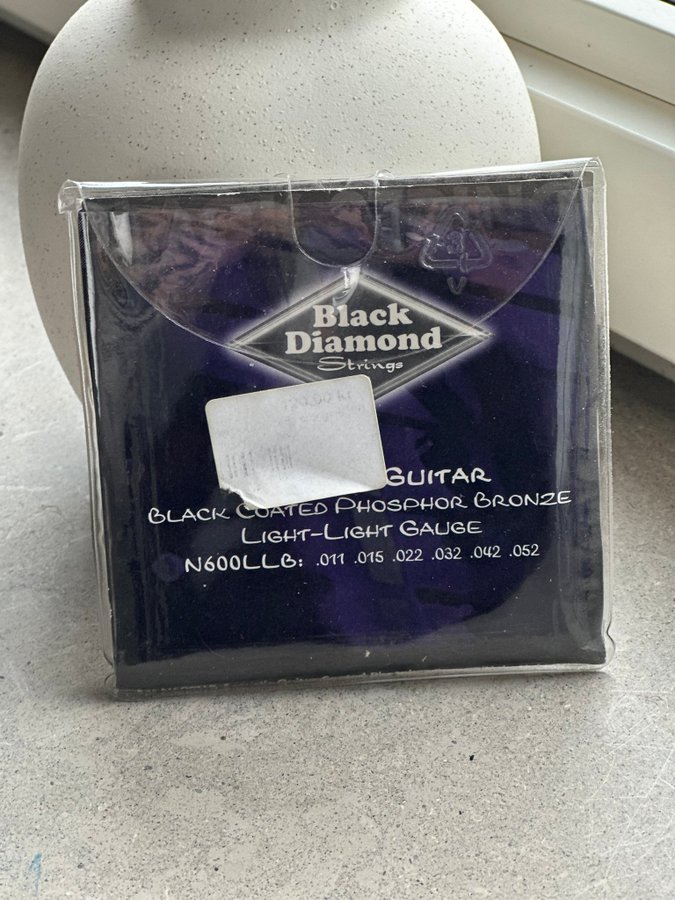 Black
Diamond
Strings
GUITAR
BLACK COATED PHOSPHOR BRONZE
LIGHT-LIGHT GAUGE
N600LLB: .011 .015 .022 .032 .042 .052